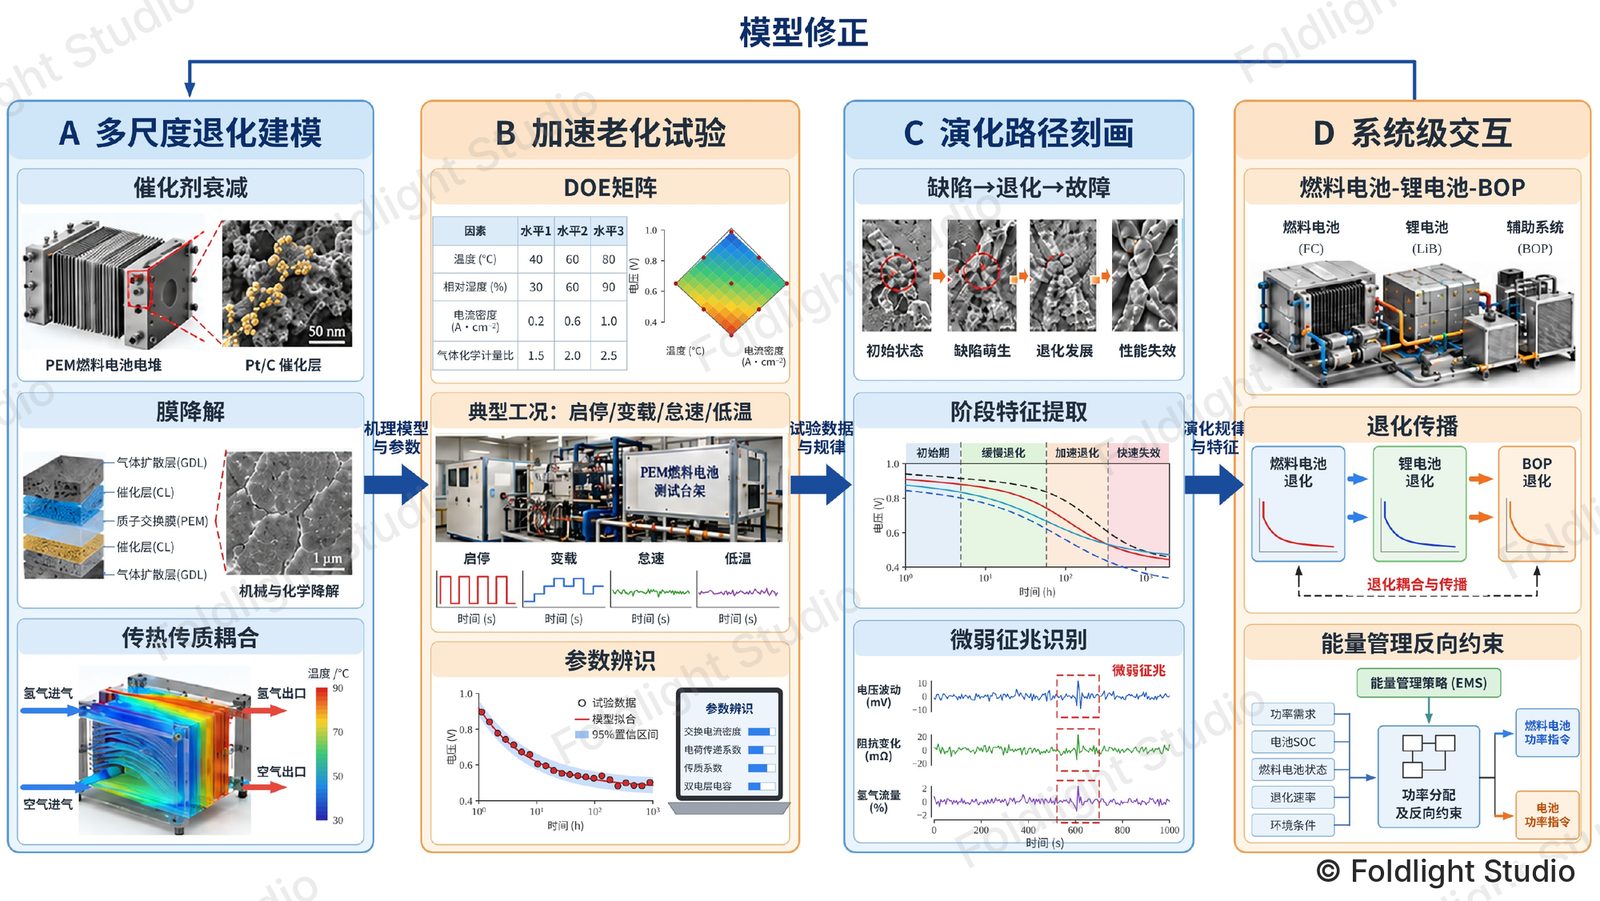 模型修正
A 多尺度退化建模
催化剂衰减
50 nm
PEM燃料电池电堆
Pt/C 催化层
膜降解
气体扩散层(GDL)
催化层(CL)
质子交换膜(PEM)
催化层(CL)
气体扩散层(GDL)
1 μm
机械与化学降解
传热传质耦合
温度 /°C
氢气进气
氢气出口
空气进气
空气出口
90
70
50
30
机理模型
与参数
B 加速老化试验
DOE矩阵
因素 水平1 水平2 水平3
温度 (°C) 40 60 80
相对湿度 (%) 30 60 90
电流密度
(A·cm⁻²) 0.2 0.6 1.0
气体化学计量比 1.5 2.0 2.5
电压 (V)
1.0
0.8
0.6
0.4
温度 (°C)
电流密度
(A·cm⁻²)
典型工况：启停/变载/怠速/低温
PEM燃料电池
测试台架
启停 变载 怠速 低温
时间 (s) 时间 (s) 时间 (s) 时间 (s)
参数辨识
电压 (V)
1.0
0.8
0.6
0.4
10⁰ 10¹ 10² 10³
时间 (h)
试验数据
模型拟合
95%置信区间
参数辨识
交换电流密度
电荷传递系数
传质系数
双电层电容
试验数据
与规律
C 演化路径刻画
缺陷→退化→故障
初始状态 缺陷萌生 退化发展 性能失效
阶段特征提取
初始期 缓慢退化 加速退化 快速失效
电压 (V)
1.0
0.8
0.6
0.4
10⁰ 10¹ 10² 10³
时间 (h)
微弱征兆识别
微弱征兆
电压波动
(mV)
10
0
−10
阻抗变化
(mΩ)
20
0
−20
氢气流量
(%)
2
0
−2
0 200 400 600 800 1000
时间 (s)
演化规律
与特征
D 系统级交互
燃料电池-锂电池-BOP
燃料电池
(FC)
锂电池
(LiB)
辅助系统
(BOP)
退化传播
燃料电池
退化
锂电池
退化
BOP
退化
退化耦合与传播
能量管理反向约束
能量管理策略 (EMS)
功率需求
电池SOC
燃料电池状态
退化速率
环境条件
功率分配
及反向约束
燃料电池
功率指令
电池
功率指令
© Foldlight Studio